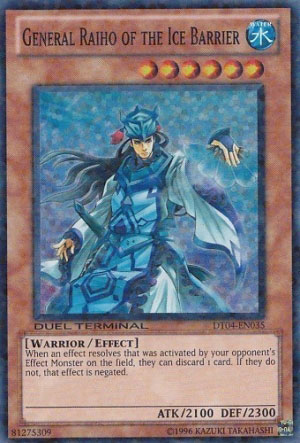 GENERAL RAIHO OF THE ICE BARRIER
WATER
水
DUEL TERMINAL
DT04-EN035
[WARRIOR / EFFECT]
When an effect resolves that was activated by your opponent's
Effect Monster on the field, they can discard 1 card. If they do
not, that effect is negated.
ATK/2100 DEF/2300
81275309
©1996 KAZUKI TAKAHASHI